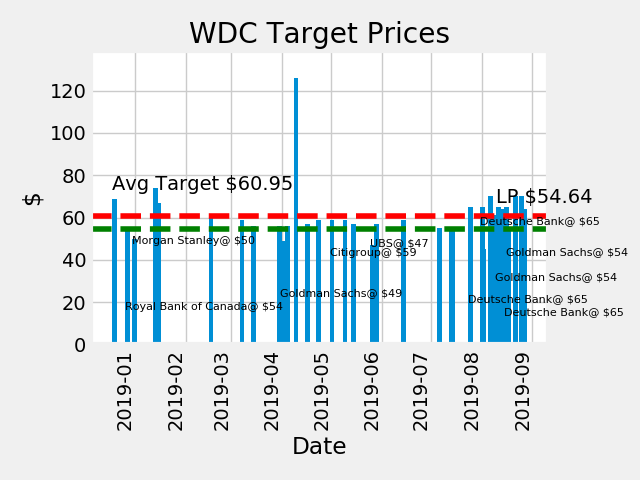 WDC Target Prices
120
100
80
60
40
20
0
$
Avg Target $60.95
LP $54.64
Deutsche Bank@ $65
Morgan Stanley@ $50
UBS@ $47
Citigroup@ $59
Goldman Sachs@ $54
Goldman Sachs@ $54
Goldman Sachs@ $49
Deutsche Bank@ $65
Royal Bank of Canada@ $54
Deutsche Bank@ $65
2019-01
2019-02
2019-03
2019-04
2019-05
2019-06
2019-07
2019-08
2019-09
Date